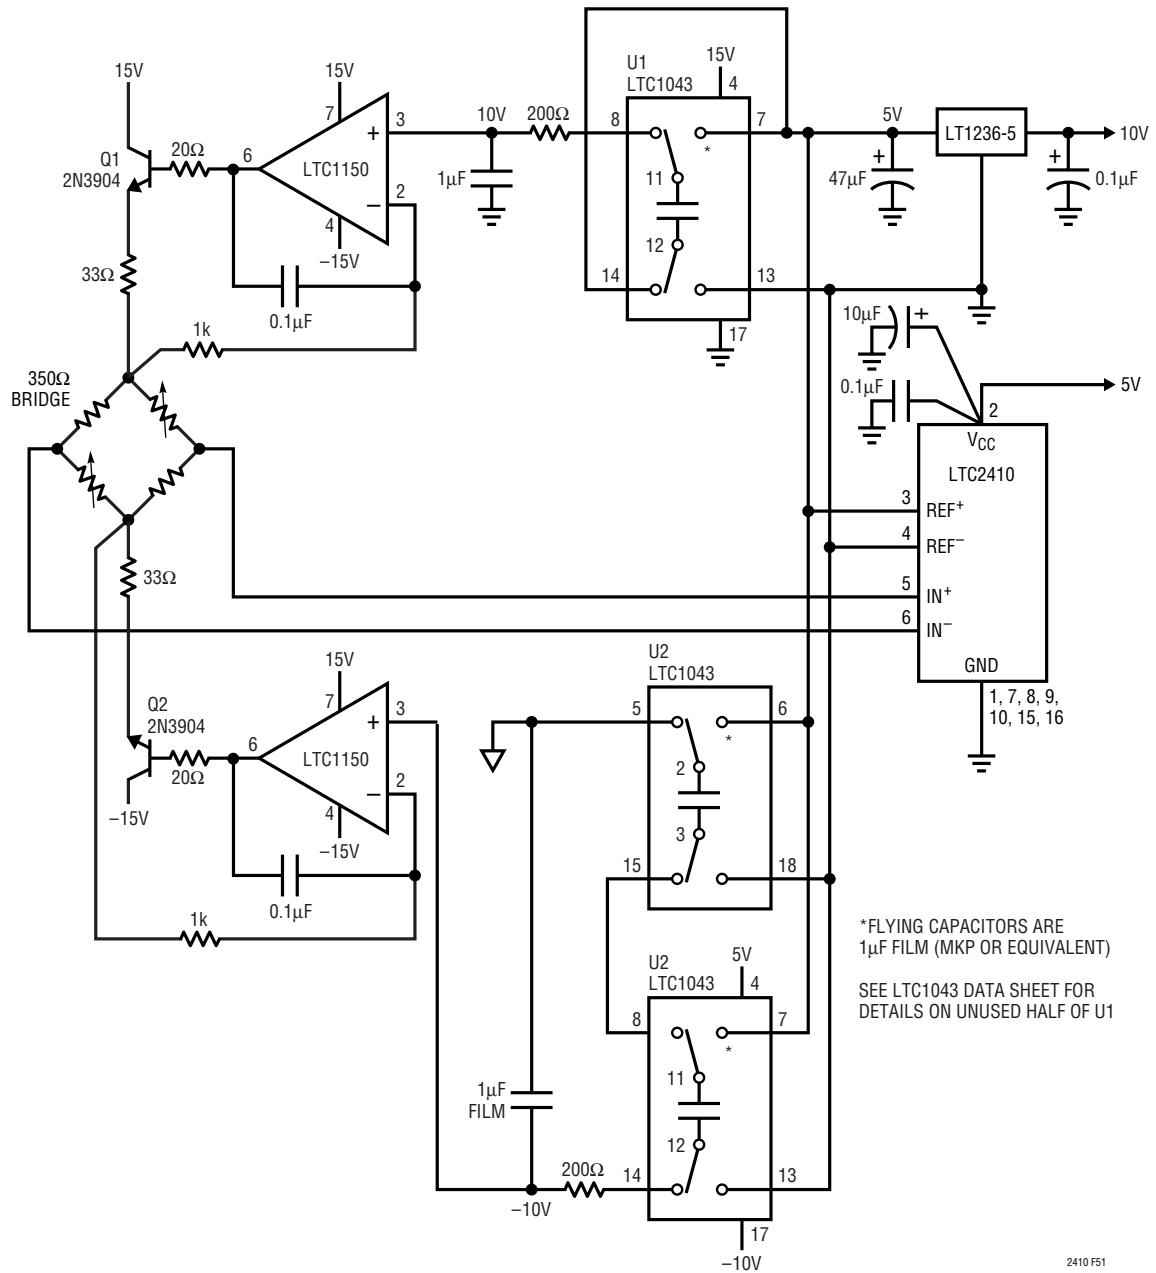 15V
Q1
2N3904
20Ω
6
15V
7
3
+
LTC1150
2
–
4
–15V
0.1µF
33Ω
1k
350Ω
BRIDGE
10V
1µF
200Ω
U1
LTC1043
15V
4
8
7
*
11
12
14
13
17
5V
+
47µF
LT1236-5
10V
+
0.1µF
10µF
+
0.1µF
5V
2
VCC
LTC2410
3
REF+
4
REF–
5
IN+
6
IN–
GND
1, 7, 8, 9,
10, 15, 16
33Ω
Q2
2N3904
20Ω
–15V
6
15V
7
3
+
LTC1150
2
–
4
–15V
0.1µF
1k
U2
LTC1043
5
6
*
2
3
15
18
U2
LTC1043
5V
4
8
7
*
11
12
14
13
17
–10V
1µF
FILM
200Ω
–10V
*FLYING CAPACITORS ARE
1µF FILM (MKP OR EQUIVALENT)
SEE LTC1043 DATA SHEET FOR
DETAILS ON UNUSED HALF OF U1
2410 F51